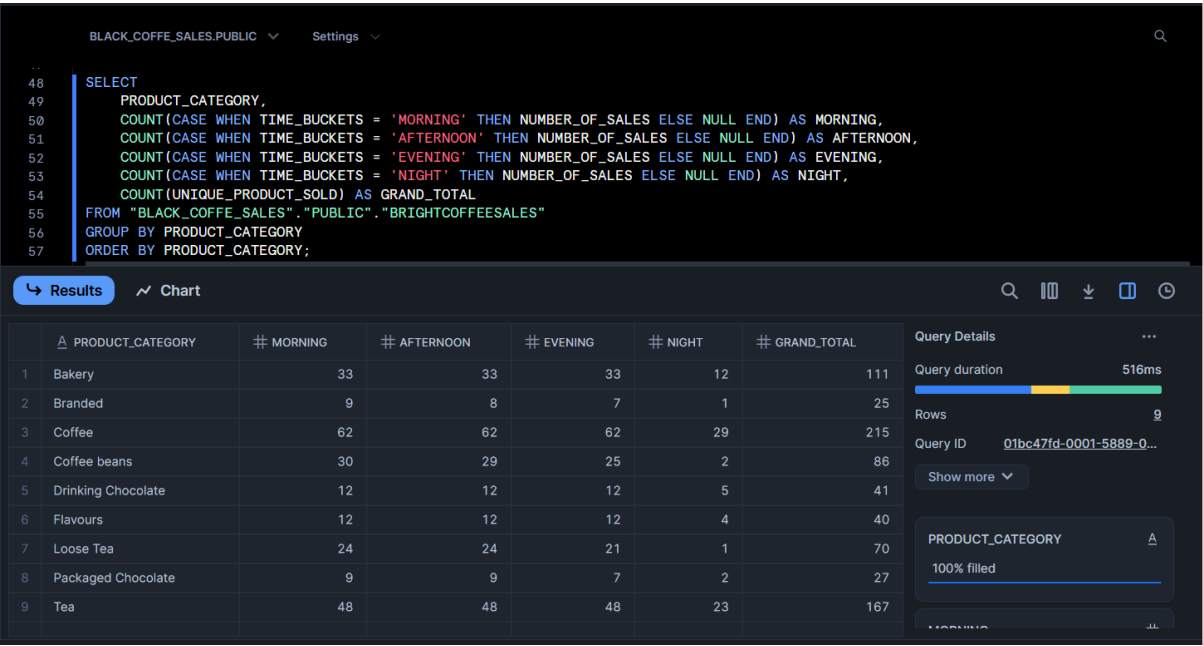 BLACK_COFFE_SALES.PUBLIC Settings
48 SELECT
49 PRODUCT_CATEGORY,
50 COUNT(CASE WHEN TIME_BUCKETS = 'MORNING' THEN NUMBER_OF_SALES ELSE NULL END) AS MORNING,
51 COUNT(CASE WHEN TIME_BUCKETS = 'AFTERNOON' THEN NUMBER_OF_SALES ELSE NULL END) AS AFTERNOON,
52 COUNT(CASE WHEN TIME_BUCKETS = 'EVENING' THEN NUMBER_OF_SALES ELSE NULL END) AS EVENING,
53 COUNT(CASE WHEN TIME_BUCKETS = 'NIGHT' THEN NUMBER_OF_SALES ELSE NULL END) AS NIGHT,
54 COUNT(UNIQUE_PRODUCT_SOLD) AS GRAND_TOTAL
55 FROM "BLACK_COFFE_SALES"."PUBLIC"."BRIGHTCOFFEESALES"
56 GROUP BY PRODUCT_CATEGORY
57 ORDER BY PRODUCT_CATEGORY;
Results Chart
A PRODUCT_CATEGORY # MORNING # AFTERNOON # EVENING # NIGHT # GRAND_TOTAL
1 Bakery 33 33 33 12 111
2 Branded 9 8 7 1 25
3 Coffee 62 62 62 29 215
4 Coffee beans 30 29 25 2 86
5 Drinking Chocolate 12 12 12 5 41
6 Flavours 12 12 12 4 40
7 Loose Tea 24 24 21 1 70
8 Packaged Chocolate 9 9 7 2 27
9 Tea 48 48 48 23 167
Query Details ...
Query duration 516ms
Rows 9
Query ID 01bc47fd-0001-5889-0...
Show more
PRODUCT_CATEGORY A
100% filled
MORNING #